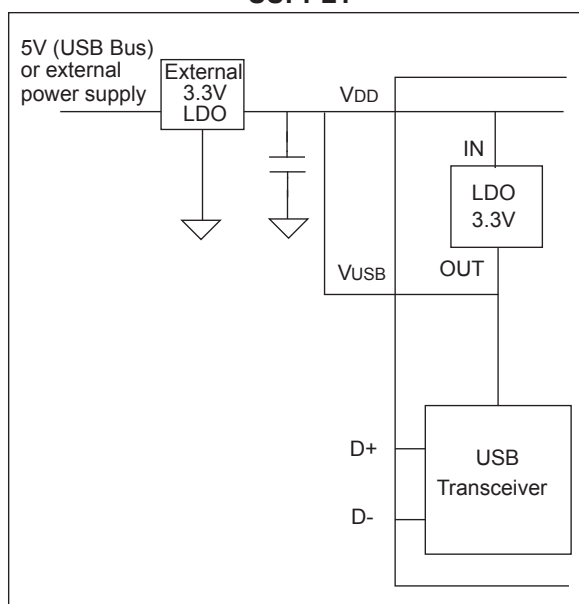 5V (USB Bus)
or external
power supply
External
3.3V
LDO
VDD
IN
LDO
3.3V
OUT
VUSB
D+
D-
USB
Transceiver